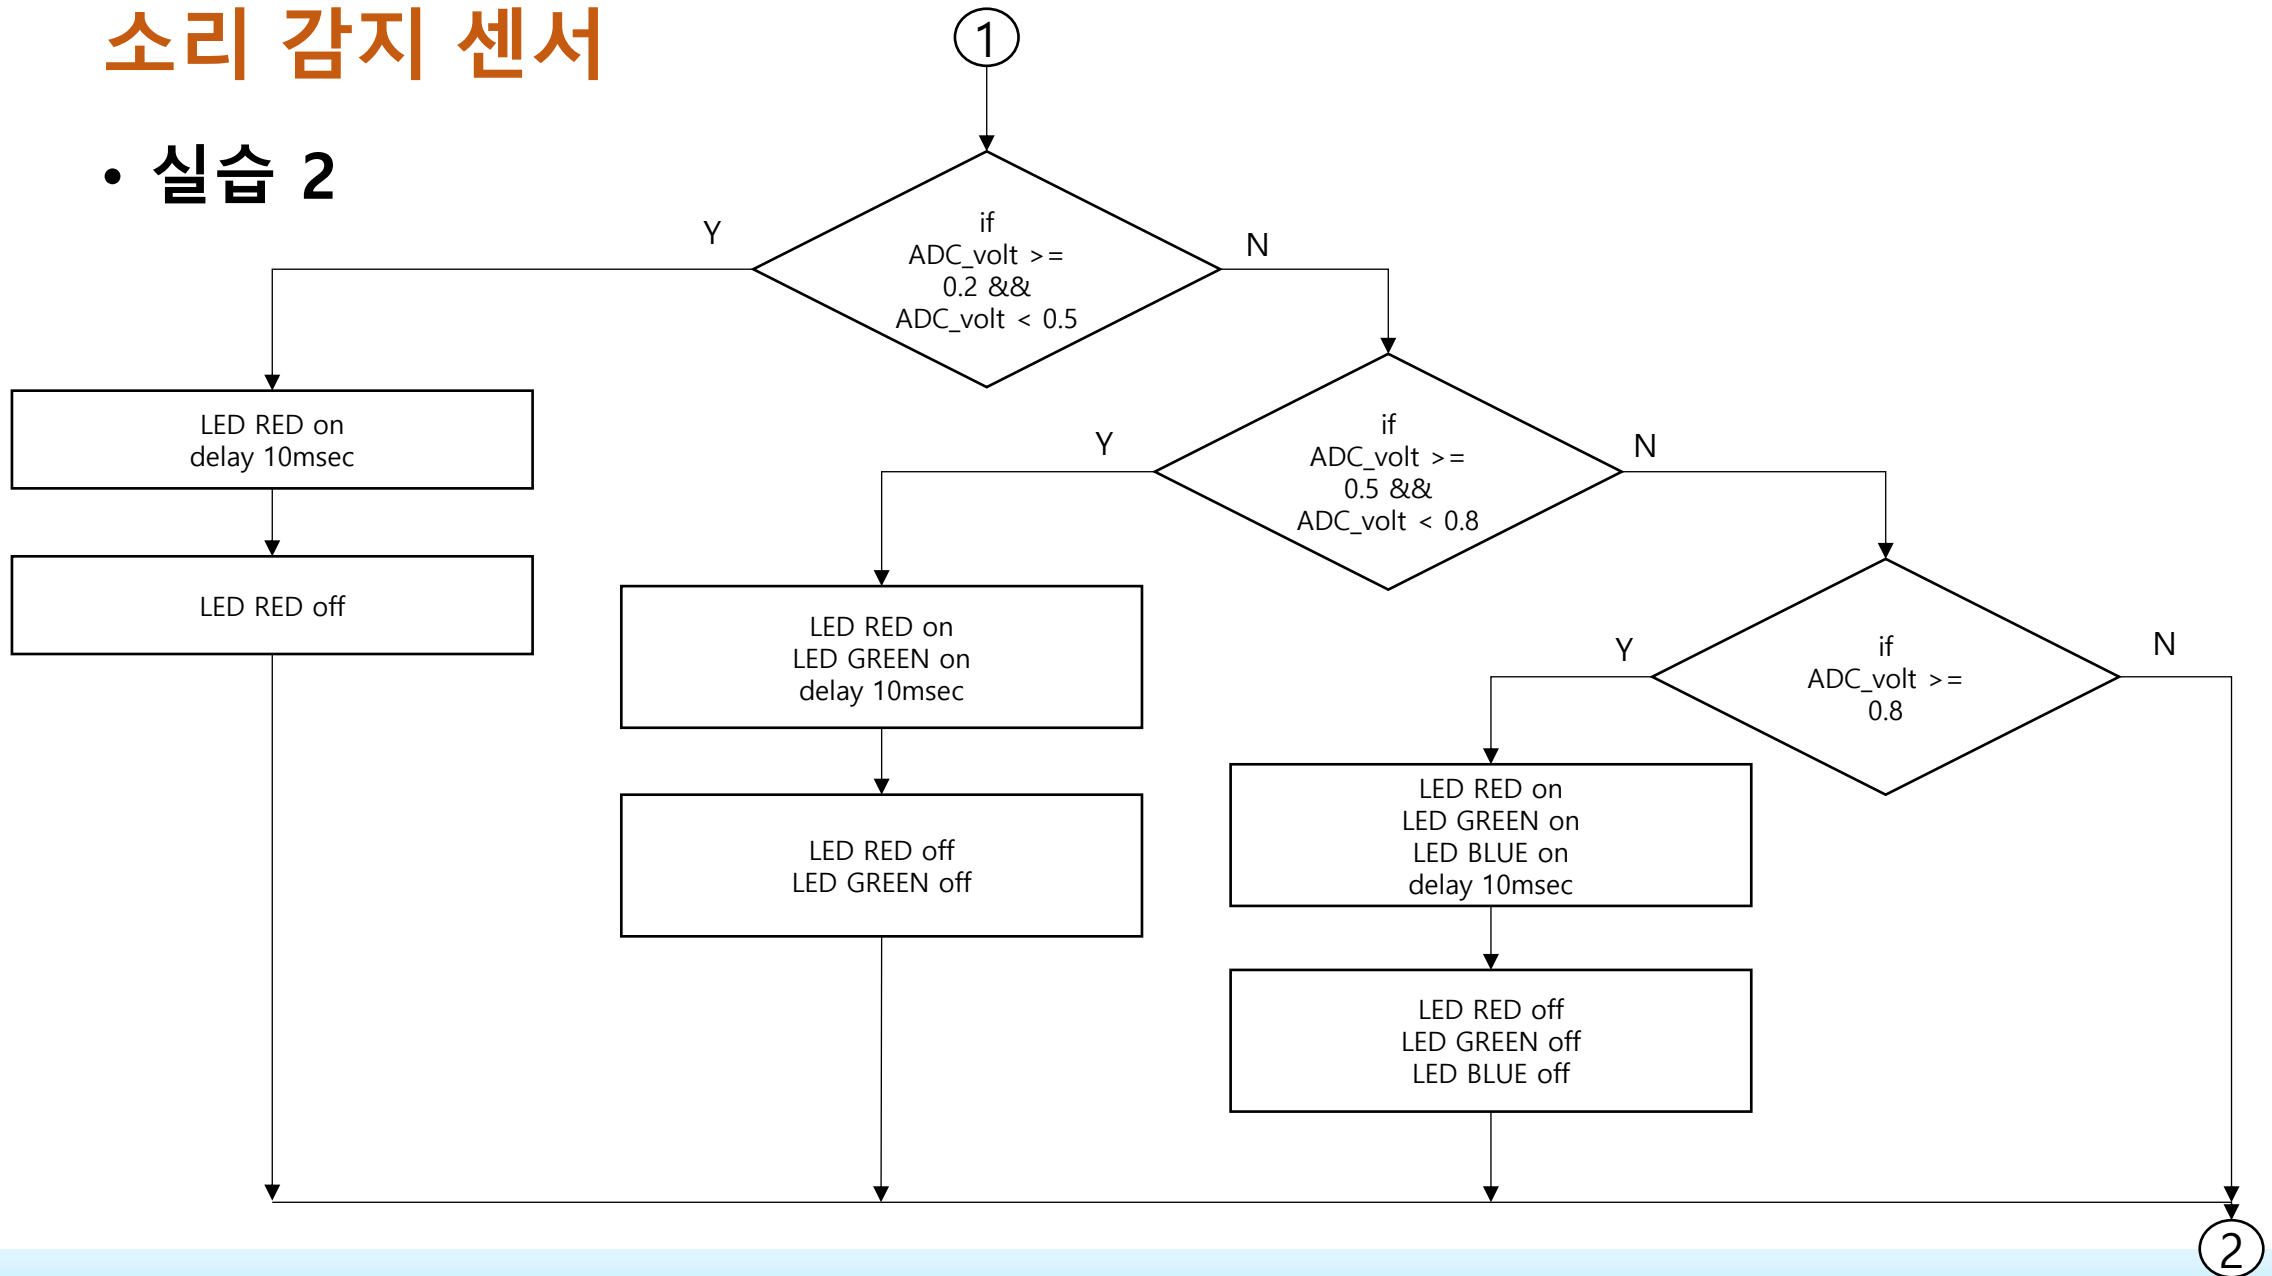 소리 감지 센서
• 실습 2
1
if
ADC_volt >=
0.2 &&
ADC_volt < 0.5
Y
N
LED RED on
delay 10msec
LED RED off
if
ADC_volt >=
0.5 &&
ADC_volt < 0.8
Y
N
LED RED on
LED GREEN on
delay 10msec
LED RED off
LED GREEN off
if
ADC_volt >=
0.8
Y
N
LED RED on
LED GREEN on
LED BLUE on
delay 10msec
LED RED off
LED GREEN off
LED BLUE off
2